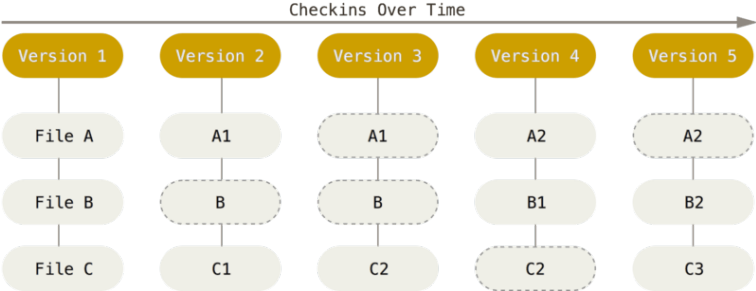 Checkins Over Time
Version 1 Version 2 Version 3 Version 4 Version 5
File A A1 A1 A2 A2
File B B B B1 B2
File C C1 C2 C2 C3